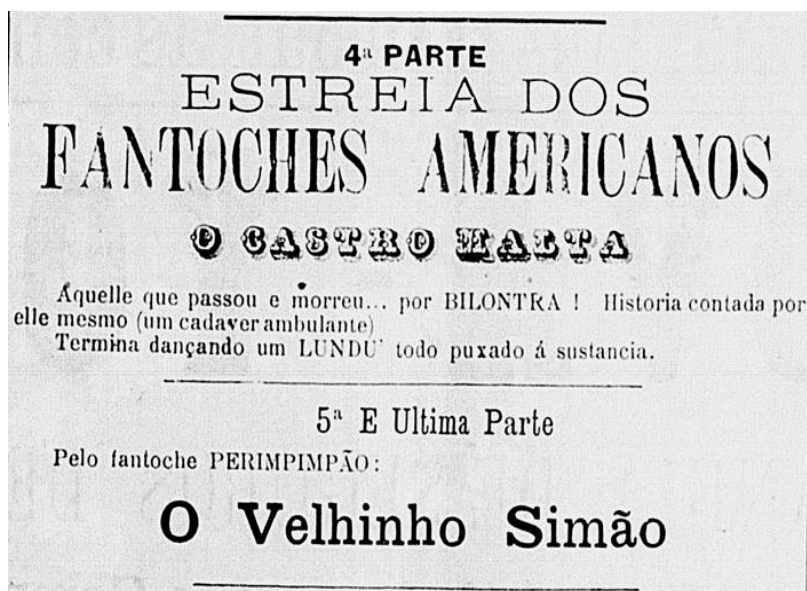 4ª PARTE
ESTREIA DOS
FANTOCHES AMERICANOS
O CASTRO MALTA
Aquelle que passou e morreu... por BILONTRA ! Historia contada por
elle mesmo (um cadaver ambulante)
Termina dançando um LUNDU' todo puxado á sustancia.
5ª E Ultima Parte
Pelo fantoche PERIMPIMPÃO:
O Velhinho Simão